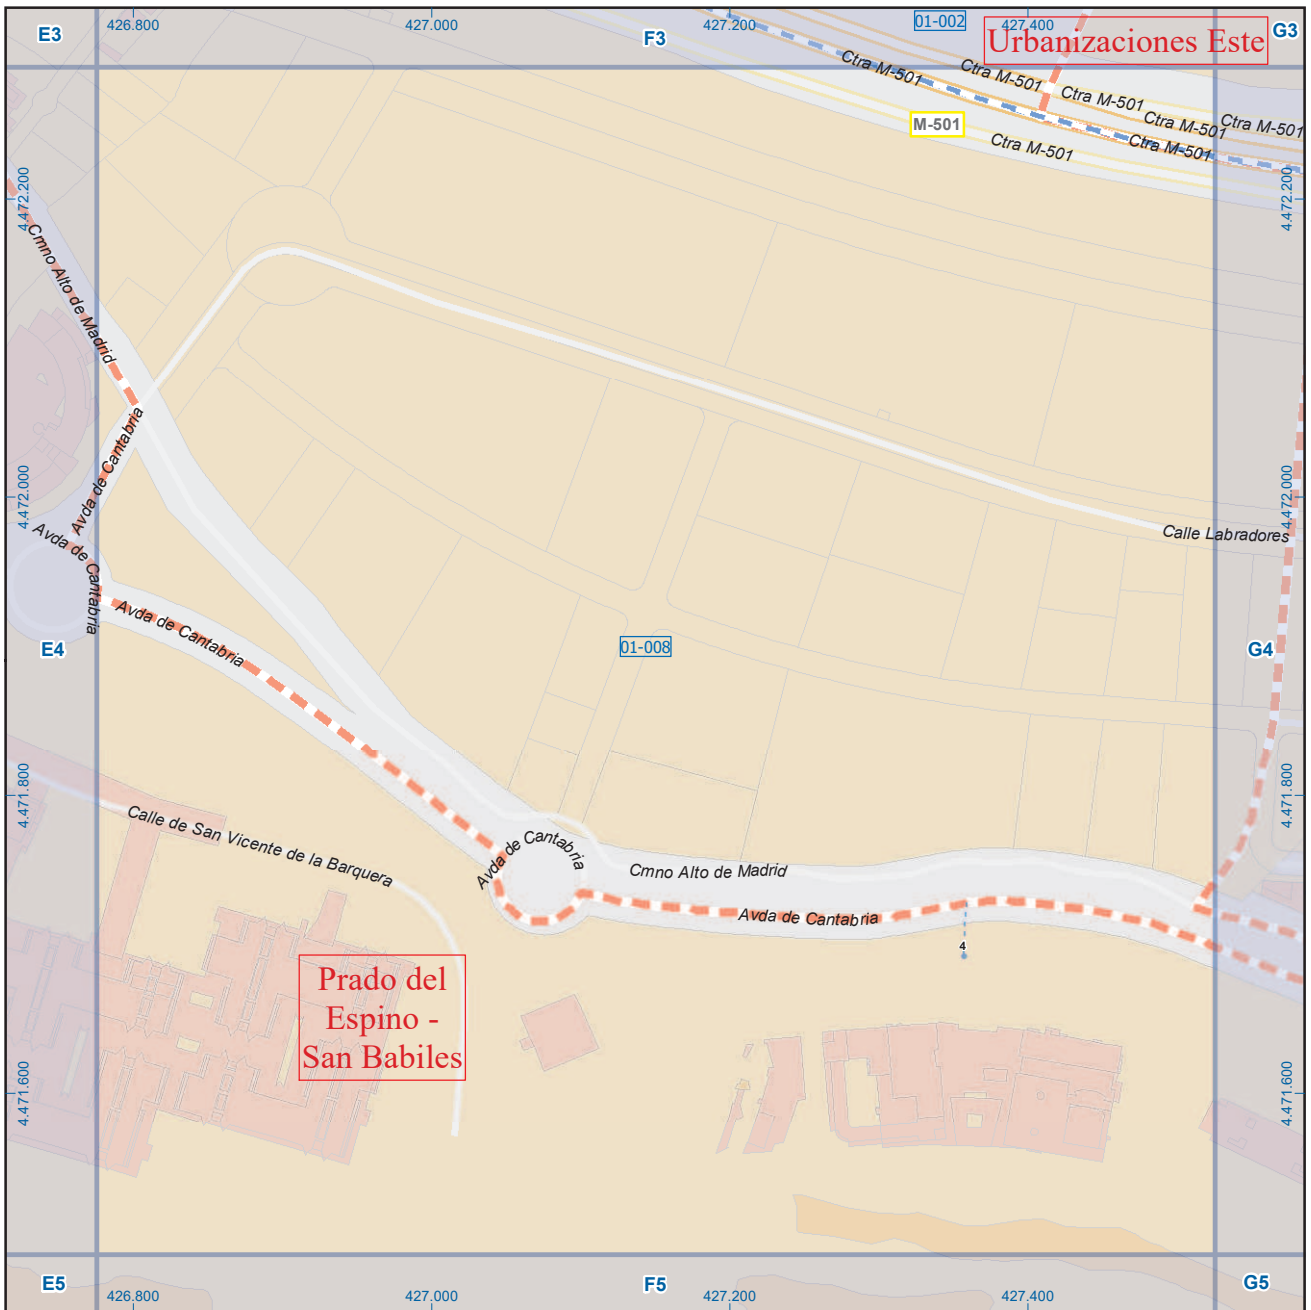 426.800
427.000
427.200
427.400
E3
F3
01-002
G3
Urbanizaciones Este
Ctra M-501
Ctra M-501
Ctra M-501
Ctra M-501
Ctra M-501
M-501
Ctra M-501
Ctra M-501
4.472.200
4.472.200
Cmno Alto de Madrid
Avda de Cantabria
4.472.000
4.472.000
Avda de Cantabria
Calle Labradores
Avda de Cantabria
E4
01-008
G4
4.471.800
4.471.800
Calle de San Vicente de la Barquera
Avda de Cantabria
Cmno Alto de Madrid
Avda de Cantabria
4
Prado del
Espino -
San Babiles
4.471.600
4.471.600
E5
F5
G5
426.800
427.000
427.200
427.400